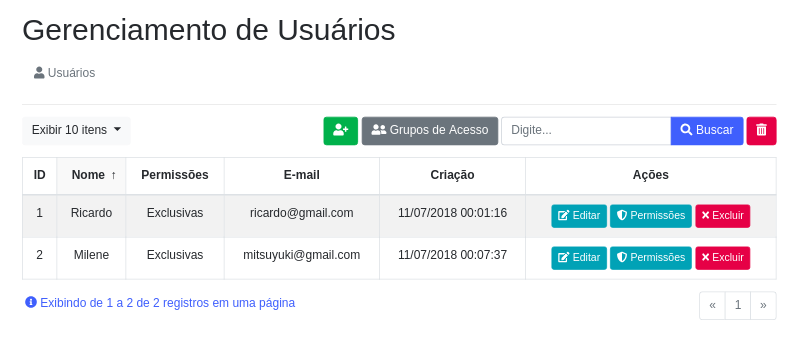 Gerenciamento de Usuários
Usuários
Exibir 10 itens
Grupos de Acesso
Digite...
Buscar
ID Nome ↑ Permissões E-mail Criação Ações
1 Ricardo Exclusivas ricardo@gmail.com 11/07/2018 00:01:16 Editar Permissões Excluir
2 Milene Exclusivas mitsuyuki@gmail.com 11/07/2018 00:07:37 Editar Permissões Excluir
Exibindo de 1 a 2 de 2 registros em uma página
« 1 »